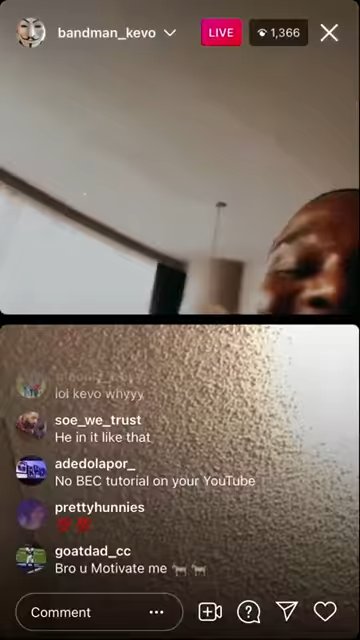 bandman_kevo
LIVE
1,366
lol kevo whyyy
soe_we_trust
He in it like that
adedolapor_
No BEC tutorial on your YouTube
prettyhunnies
💯 💯
goatdad_cc
Bro u Motivate me 🐐 🐐
Comment